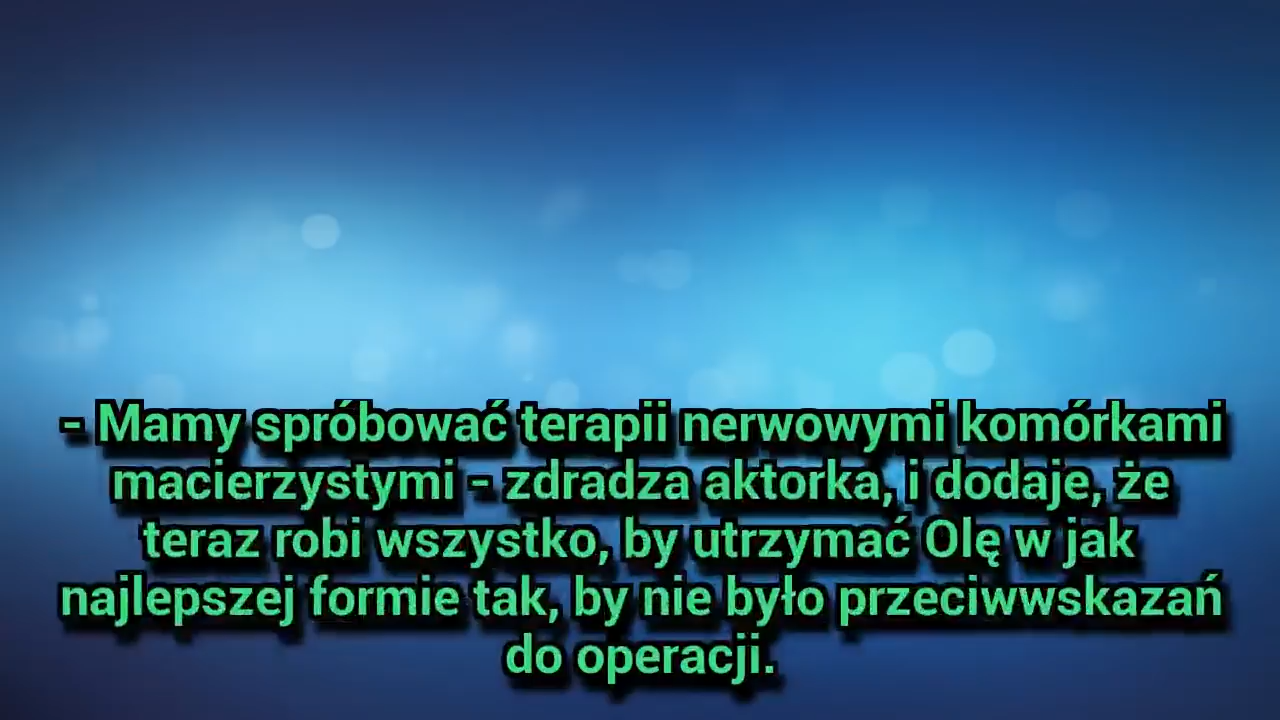 - Mamy spróbować terapii nerwowymi komórkami
macierzystymi - zdradza aktorka, i dodaje, że
teraz robi wszystko, by utrzymać Olę w jak
najlepszej formie tak, by nie było przeciwwskazań
do operacji.